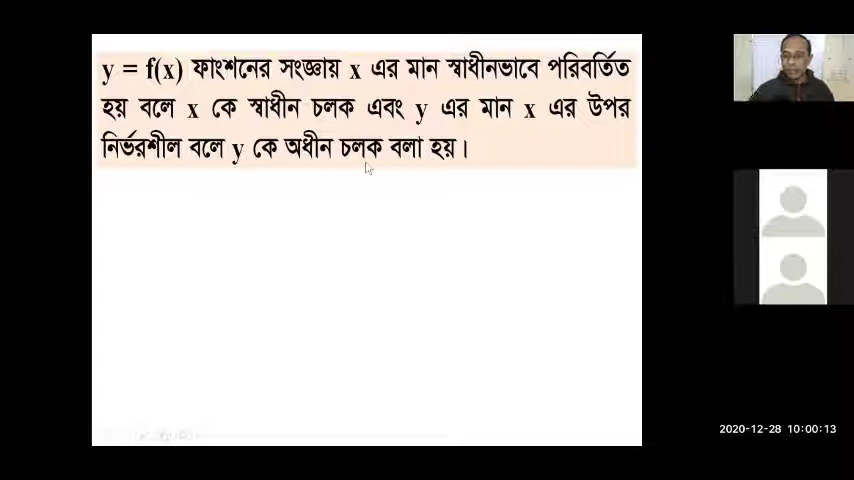 y = f(x) ফাংশনের সংজ্ঞায় x এর মান স্বাধীনভাবে পরিবর্তিত
হয় বলে x কে স্বাধীন চলক এবং y এর মান x এর উপর
নির্ভরশীল বলে y কে অধীন চলক বলা হয়।
2020-12-28 10:00:13